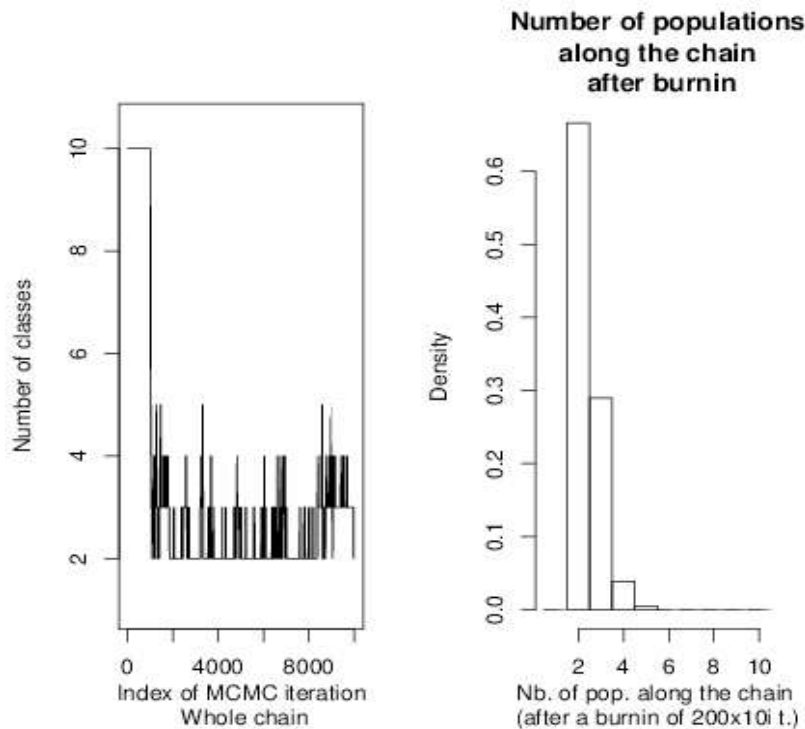 Number of classes
10
8
6
4
2
0
4000
8000
Index of MCMC iteration
Whole chain
Number of populations
along the chain
after burnin
Density
0.6
0.5
0.4
0.3
0.2
0.1
0.0
2
4
6
8
10
Nb. of pop. along the chain
(after a burnin of 200x10i t.)